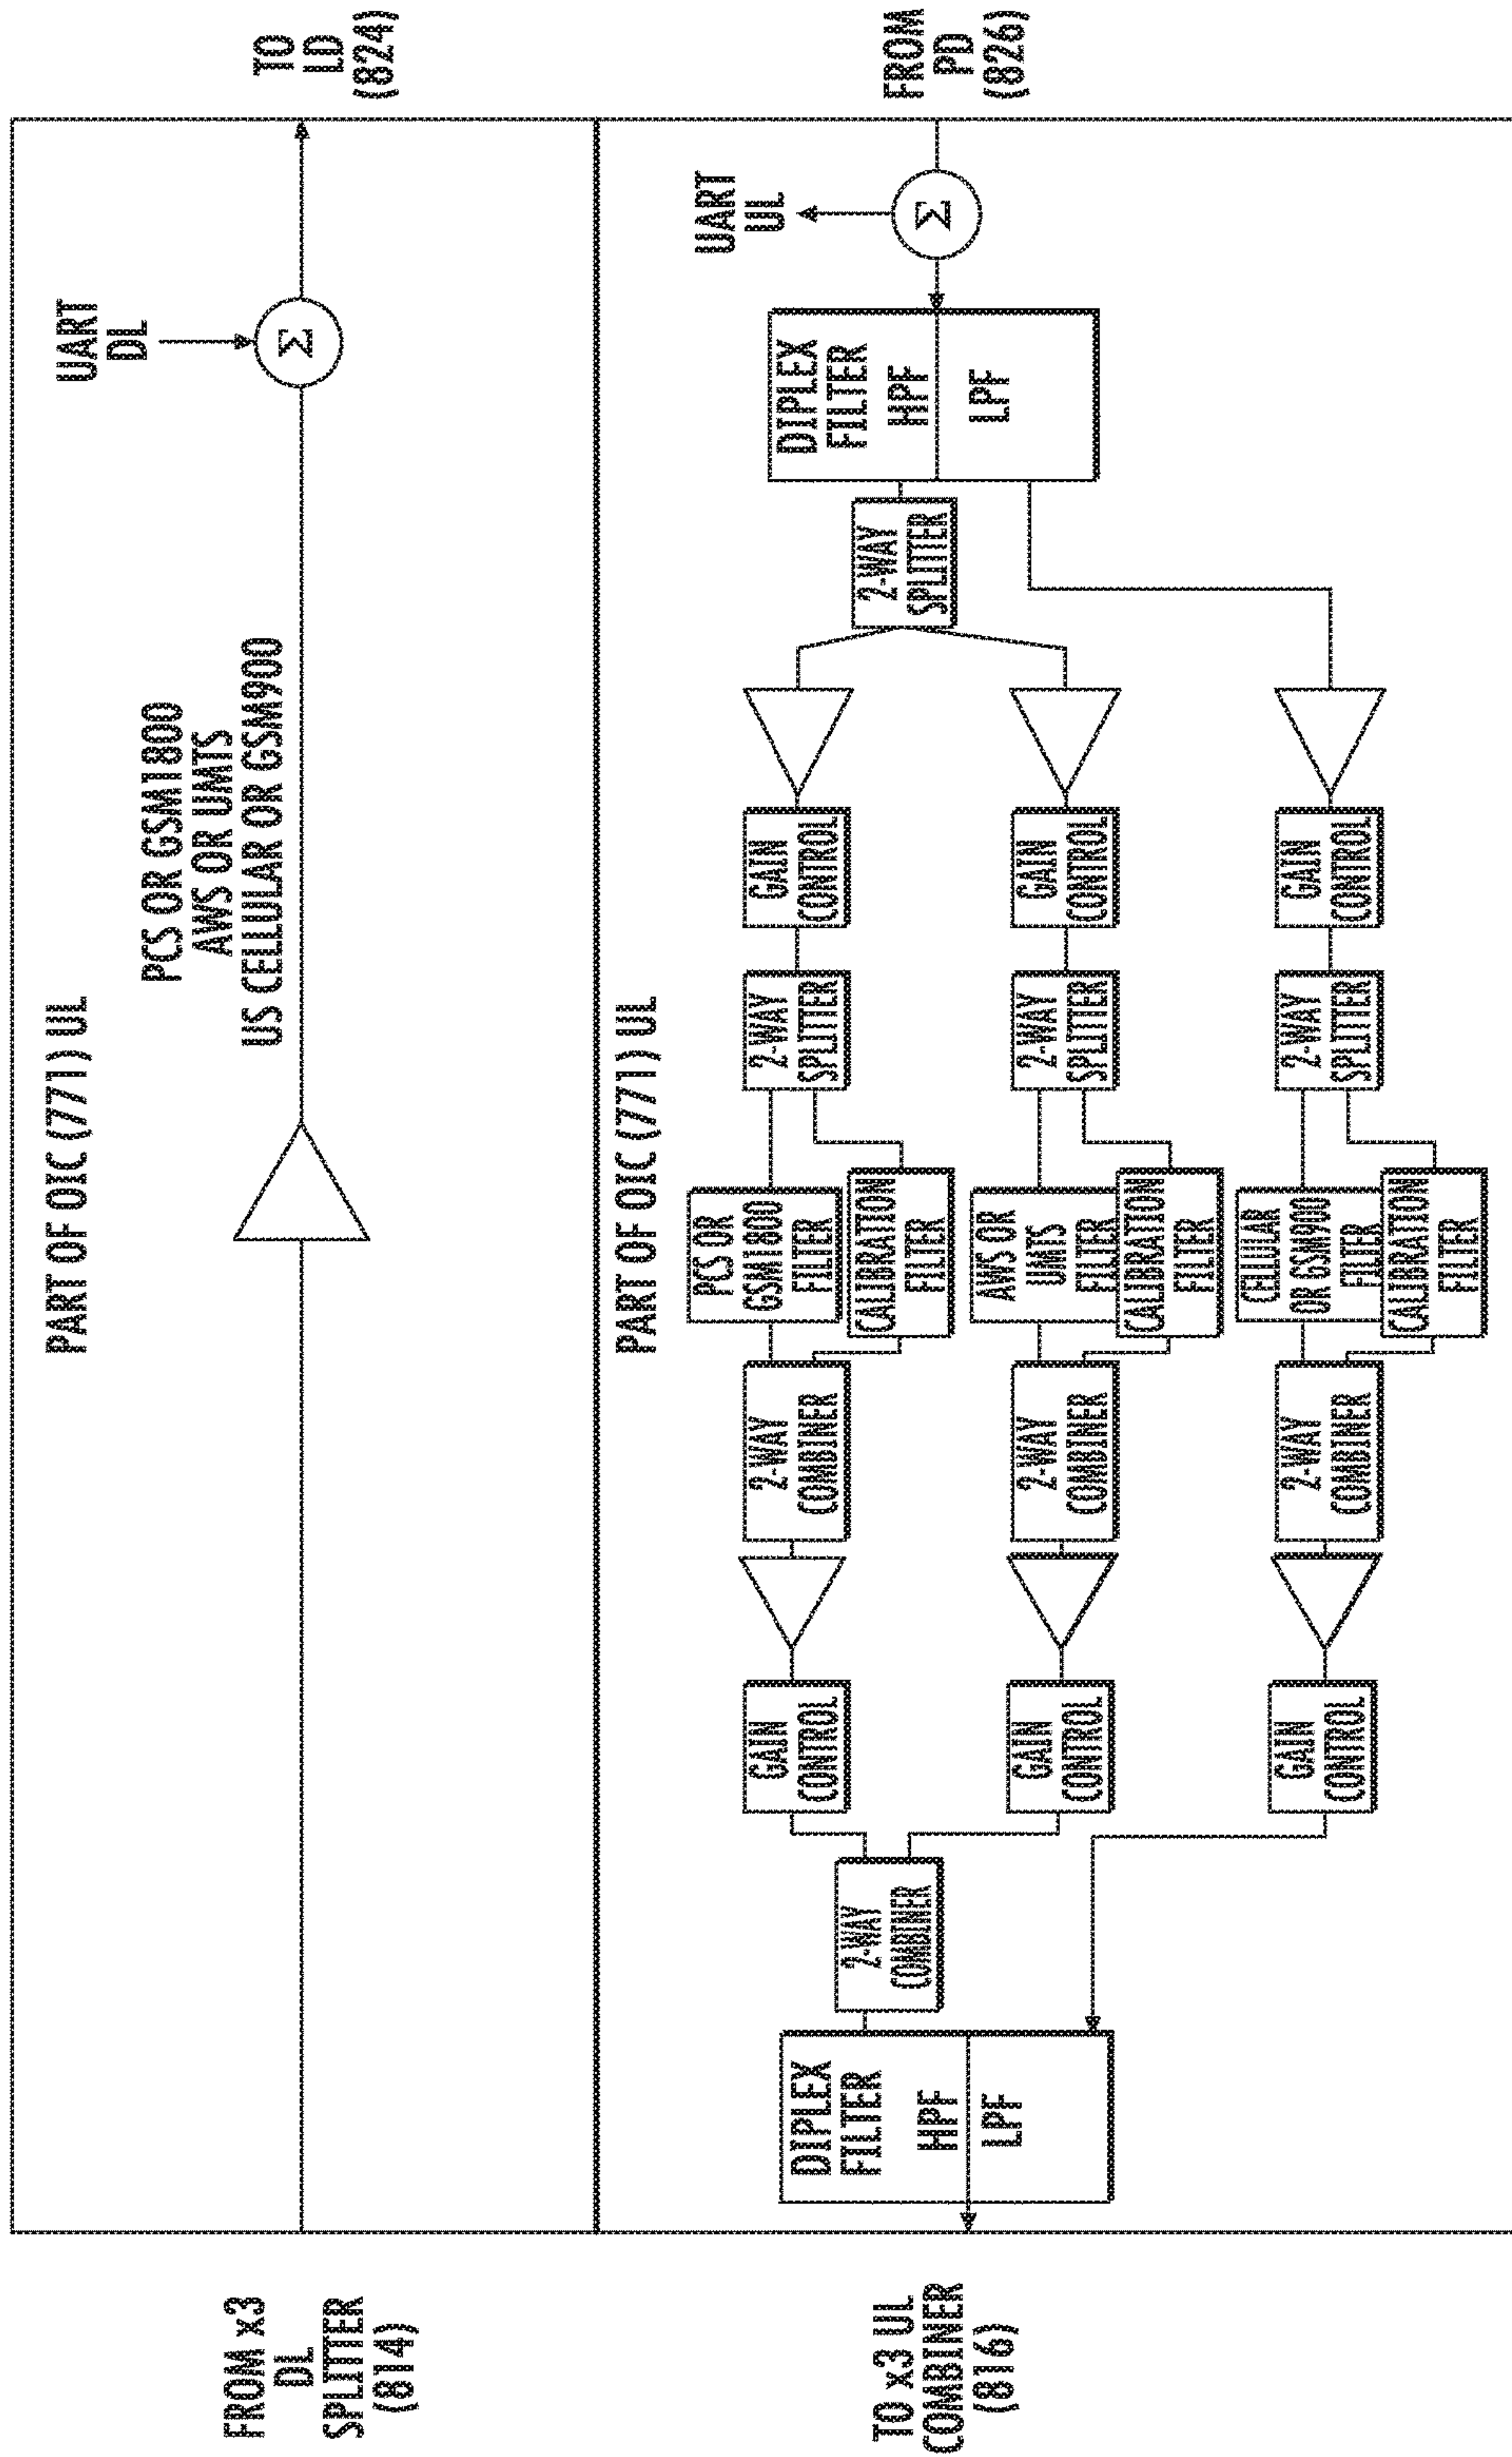 PART OF OIC (771) UL
FROM x3
DL
SPLITTER
(814)
PCS OR GSM1800
AWS OR UMTS
US CELLULAR OR GSM900
UART
DL
Σ
TO
LD
(824)
PART OF OIC (771) UL
TO x3 UL
COMBINER
(816)
DIPLEX
FILTER
HPF
LPF
2-WAY
COMBINER
GAIN
CONTROL
2-WAY
COMBINER
PCS OR
GSM1800
FILTER
CALIBRATION
FILTER
2-WAY
SPLITTER
GAIN
CONTROL
GAIN
CONTROL
2-WAY
COMBINER
AWS OR
UMTS
FILTER
CALIBRATION
FILTER
2-WAY
SPLITTER
GAIN
CONTROL
GAIN
CONTROL
2-WAY
COMBINER
CELLULAR
OR GSM900
FILTER
CALIBRATION
FILTER
2-WAY
SPLITTER
GAIN
CONTROL
2-WAY
SPLITTER
DIPLEX
FILTER
HPF
LPF
UART
UL
Σ
FROM
PD
(826)